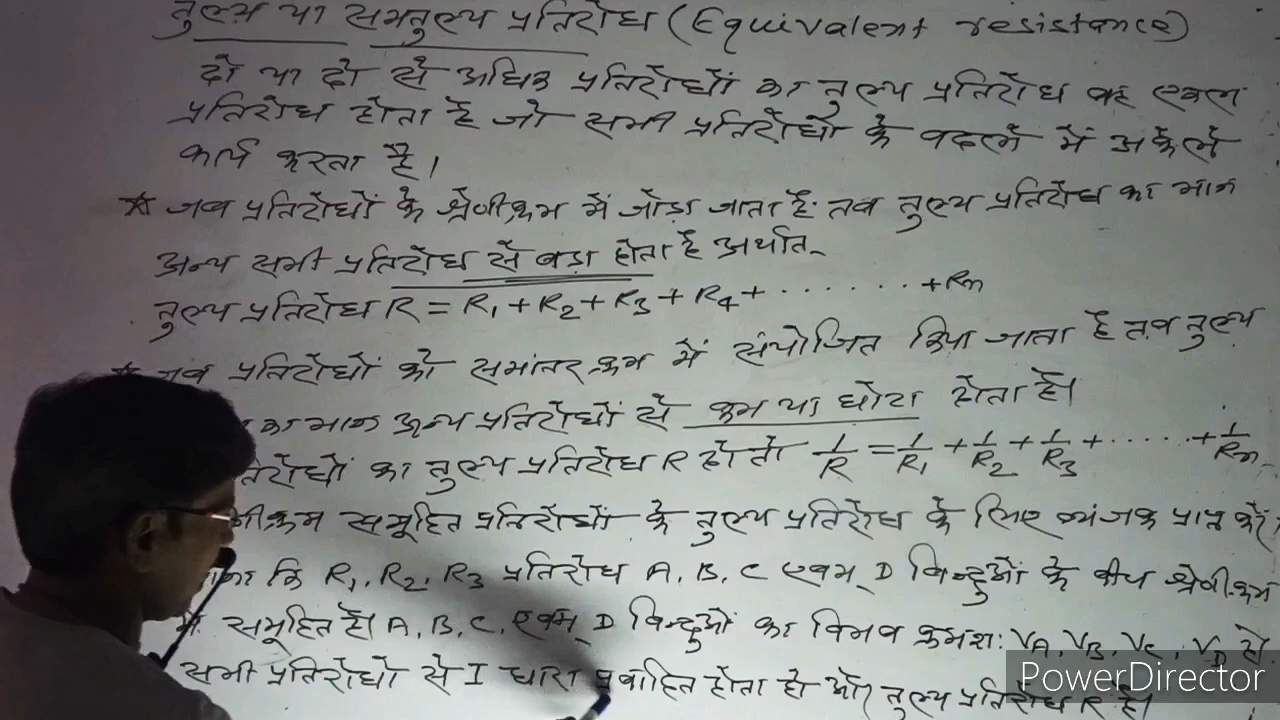 तुल्य या समतुल्य प्रतिरोध (Equivalent resistance)
दो या दो से अधिक प्रतिरोधों का तुल्य प्रतिरोध वह एकल
प्रतिरोध होता है जो सभी प्रतिरोधों के बदले में अकेले
कार्य करता है।
* जब प्रतिरोधों के श्रेणीक्रम में जोड़ा जाता है तब तुल्य प्रतिरोध का मान
अन्य सभी प्रतिरोध से बड़ा होता है अर्थात्
तुल्य प्रतिरोध R = R₁ + R₂ + R₃ + R₄ + ....... + Rn
* जब प्रतिरोधों को समांतर क्रम में संयोजित किया जाता है तब तुल्य
का मान अन्य प्रतिरोधों से कम या छोटा होता है।
तिरोधों का तुल्य प्रतिरोध R हो तो 1/R = 1/R₁ + 1/R₂ + 1/R₃ + ...... + 1/Rn
क्रम समूहित प्रतिरोधों के तुल्य प्रतिरोध के लिए व्यंजक प्राप्त करें।
कि R₁, R₂, R₃ प्रतिरोध A, B, C एवम् D बिन्दुओं के बीच श्रेणीक्रम
में समूहित है। A, B, C, एवम् D बिन्दुओं का विभव क्रमशः VA, VB, VC, VD हो
सभी प्रतिरोधों से I धारा प्रवाहित होता हो और तुल्य प्रतिरोध R है।
PowerDirector